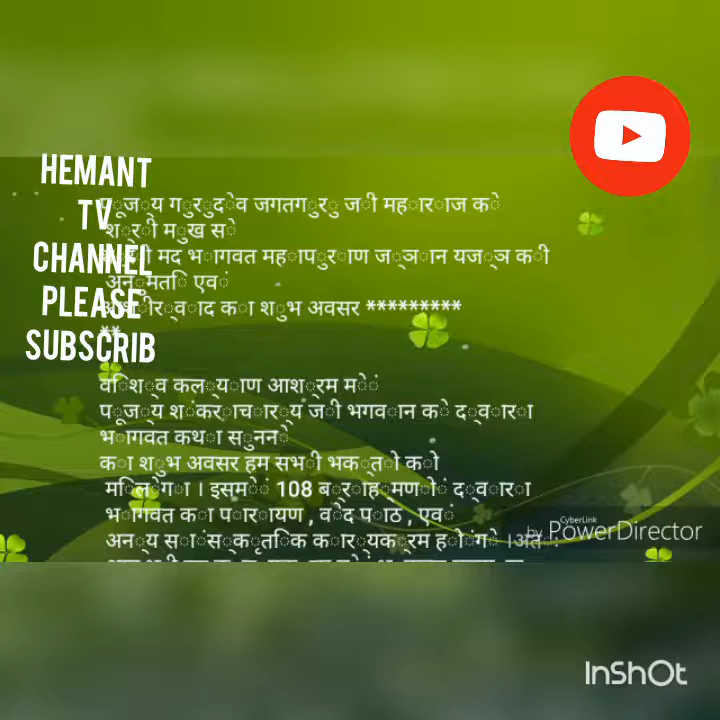 HEMANT
TV
CHANNEL
PLEASE
SUBSCRIB
पूज्य गुरुदेव जगतगुरु जी महाराज के
श्री मुख से
मद भागवत महापुराण ज्ञान यज्ञ की
अनुमति एवं
आशीर्वाद का शुभ अवसर *********
**
विश्व कल्याण आश्रम में
पूज्य शंकराचार्य जी भगवान के द्वारा
भागवत कथा सुनने
का शुभ अवसर हम सभी भक्तो को
मिलेगा । इसमें 108 ब्राह्मणों द्वारा
भागवत का पारायण , वेद पाठ , एवं
अन्य सांस्कृतिक कार्यक्रम होंगे ।अतः
by CyberLink PowerDirector
InShOt